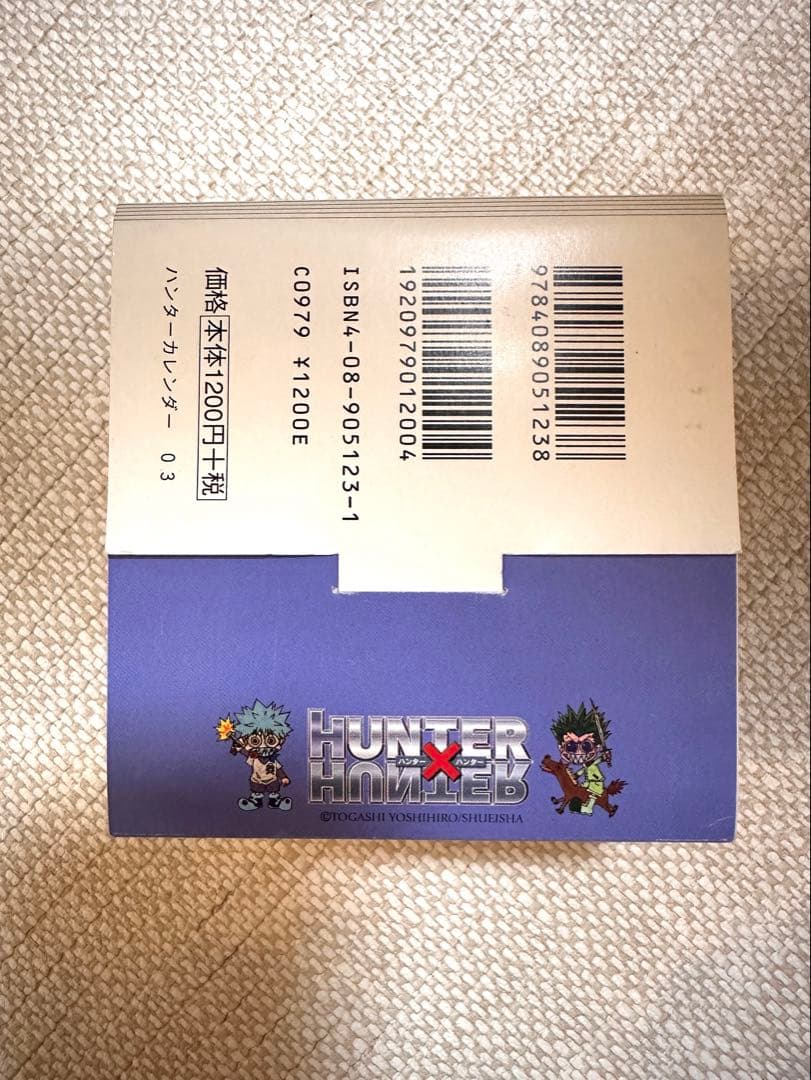 9784089051238
1920979012004
ISBN4-08-905123-1
C0979 ¥1200E
価格 本体1200円+税
ハンターカレンダー 03
HUNTER
ハンター×ハンター
HUNTER
©TOGASHI YOSHIHIRO/SHUEISHA